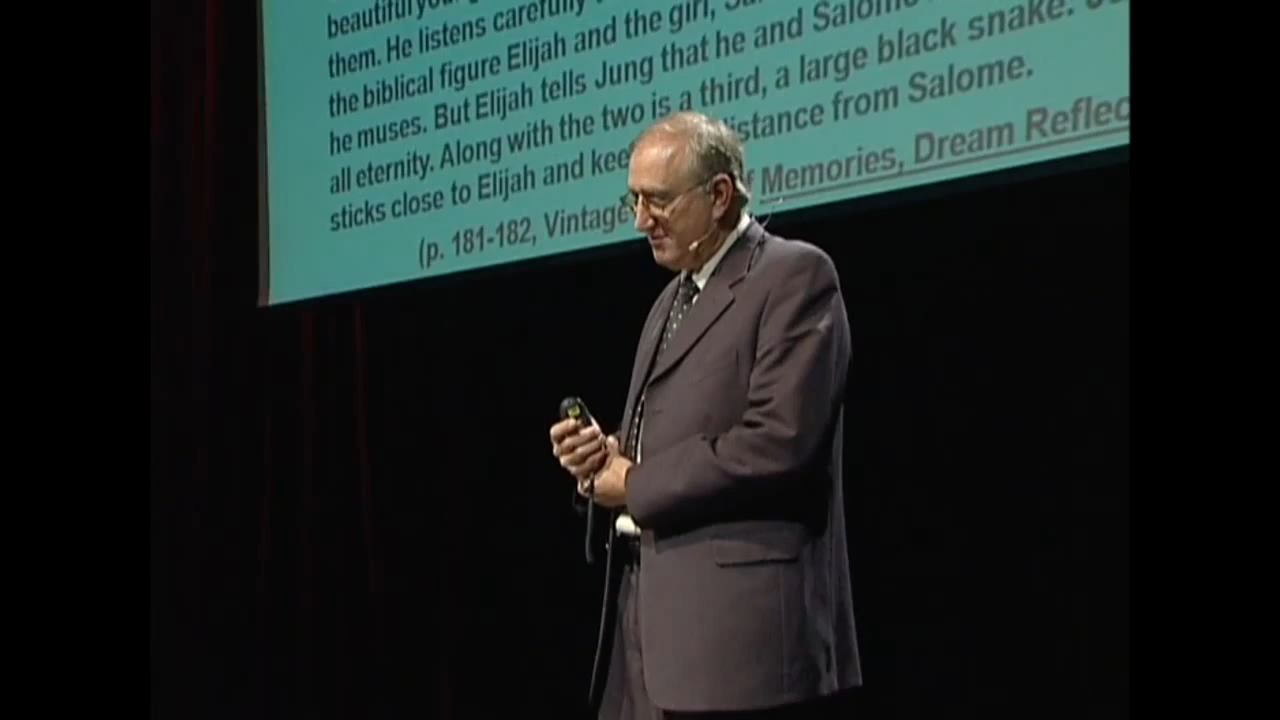 beautiful
them. He listens carefully
the biblical figure Elijah and the girl,
he muses. But Elijah tells Jung that he and Salome
all eternity. Along with the two is a third, a large black snake.
sticks close to Elijah and distance from Salome.
(p. 181-182, Vintage Memories, Dream